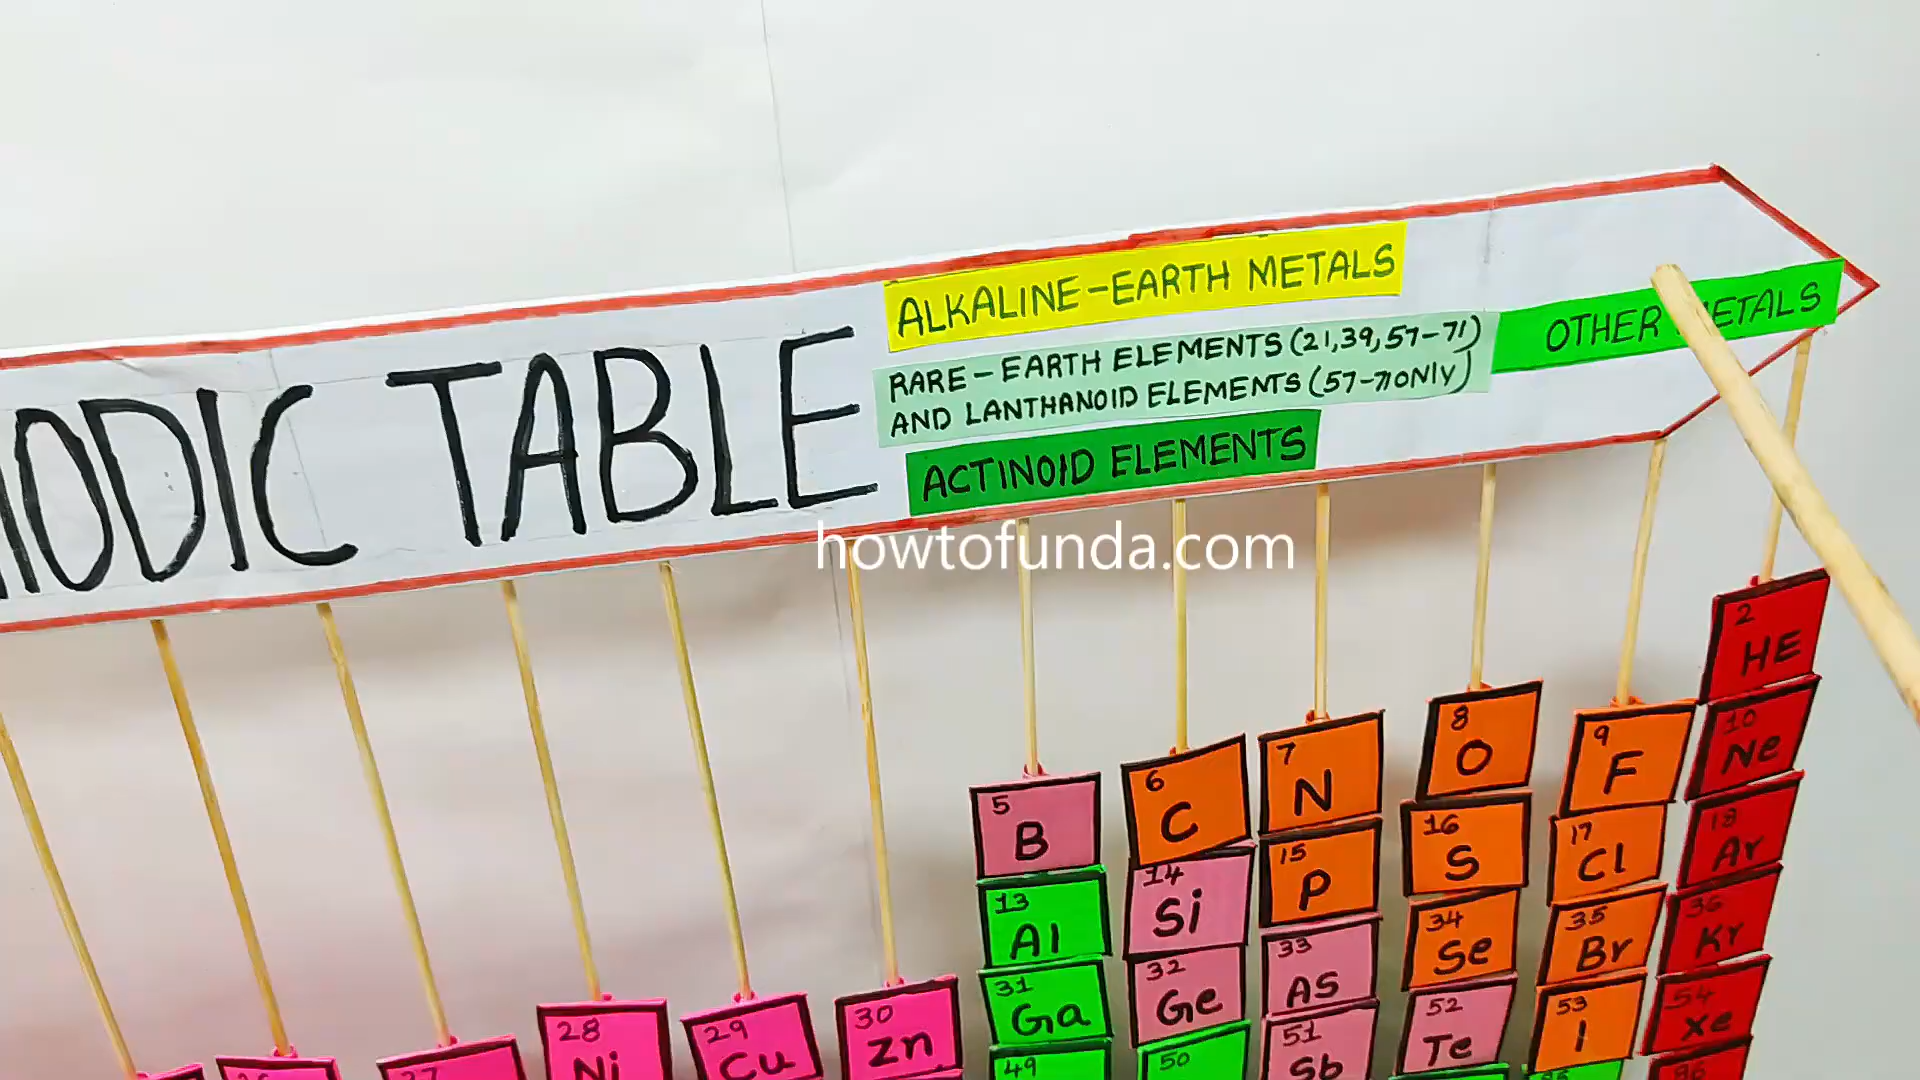 ALKALINE-EARTH METALS
IODIC TABLE
RARE-EARTH ELEMENTS (21,39,57-71)
AND LANTHANOID ELEMENTS (57-71ONLY)
OTHER ETALS
ACTINOID ELEMENTS
howtofunda.com
2
HE
10
Ne
8
O
9
F
7
N
6
C
5
B
18
Ar
16
S
17
Cl
15
P
14
Si
13
Al
36
Kr
34
Se
35
Br
33
AS
32
Ge
31
Ga
54
Xe
53
I
52
Te
51
Sb
50
49
30
Zn
29
Cu
28
Ni
27